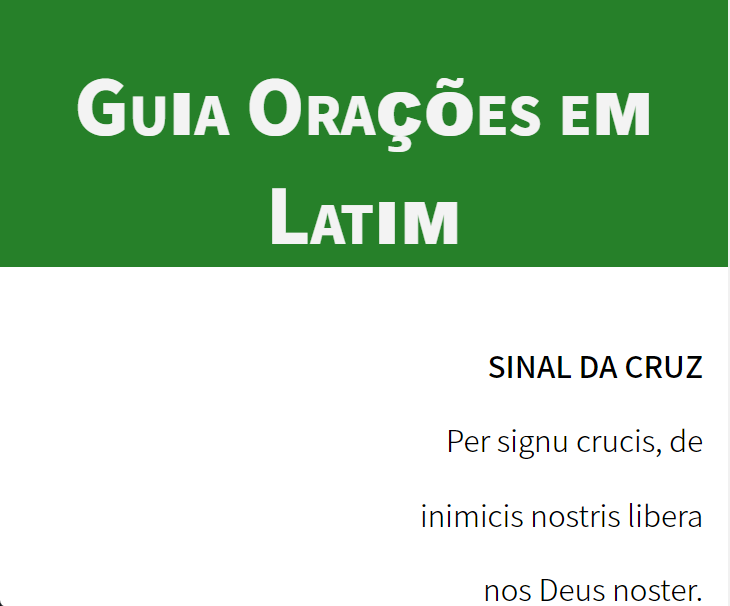 Guia Orações em
Latim
SINAL DA CRUZ
Per signu crucis, de
inimicis nostris libera
nos Deus noster.